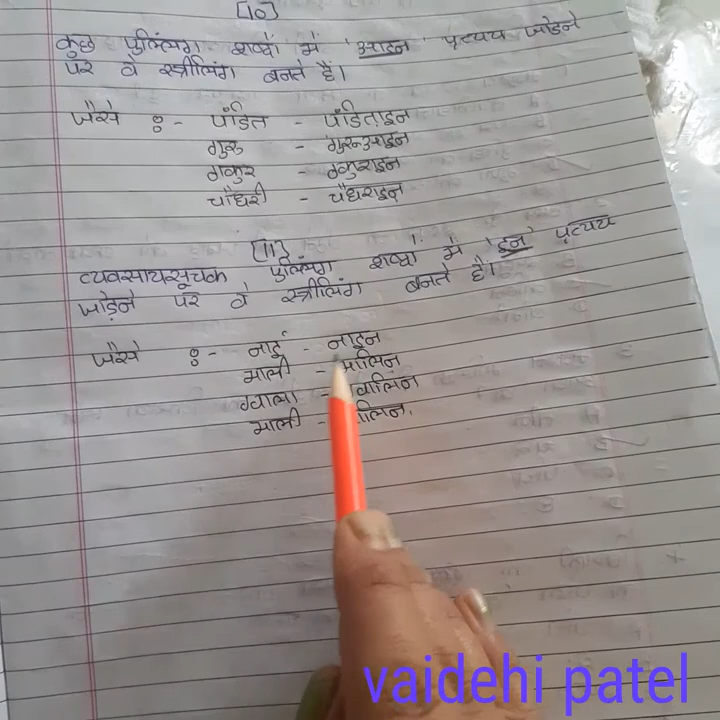 [10]
कुछ पुल्लिंग शब्दों में 'आइन' प्रत्यय जोडने
पर वे स्त्रीलिंग बनते हैं।
जैसे :- पंडित - पंडिताइन
गुरु - गुरुआइन
ठाकुर - ठकुराइन
चौधरी - चौधराइन
[11]
व्यवसायसूचक पुल्लिंग शब्दों में 'इन' प्रत्यय
जोड़ने पर वे स्त्रीलिंग बनते है।
जैसे :- नाई - नाइन
माली - मालिन
ग्वाला - ग्वालिन
माली - मालिन.
vaidehi patel